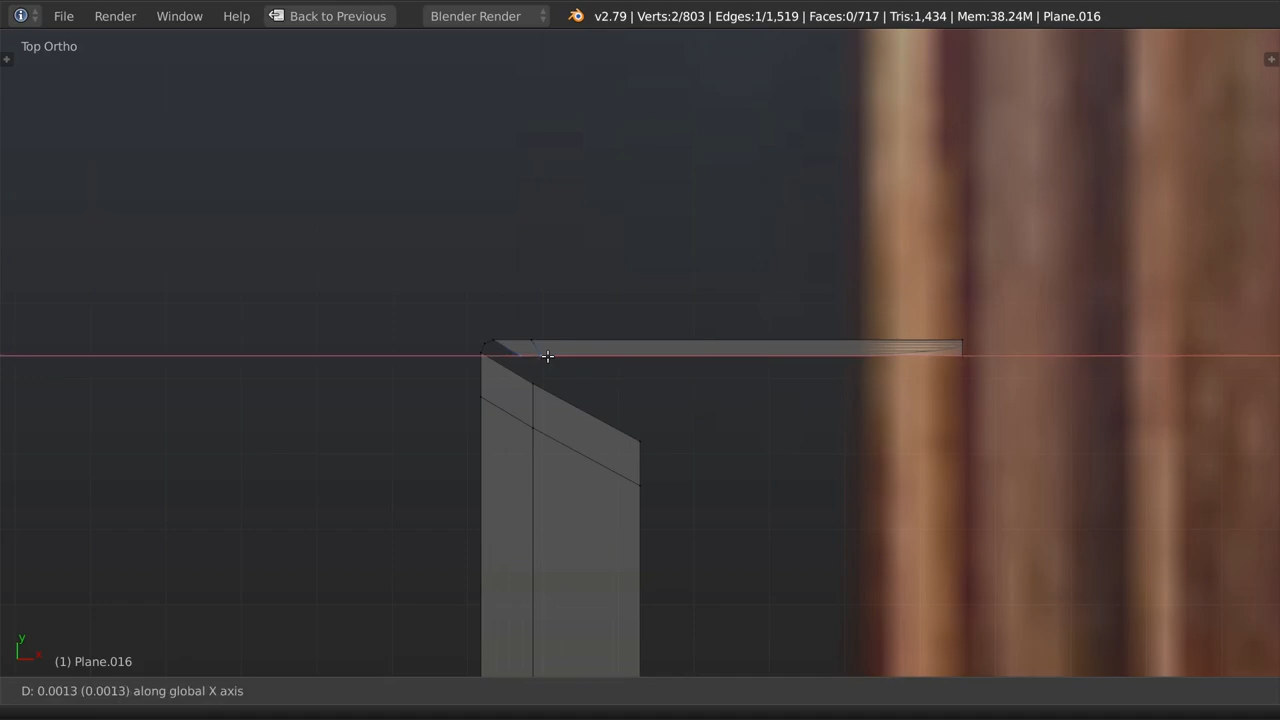 File Render Window Help Back to Previous Blender Render v2.79 | Verts:2/803 | Edges:1/1,519 | Faces:0/717 | Tris:1,434 | Mem:38.24M | Plane.016
Top Ortho
y
x
(1) Plane.016
D: 0.0013 (0.0013) along global X axis